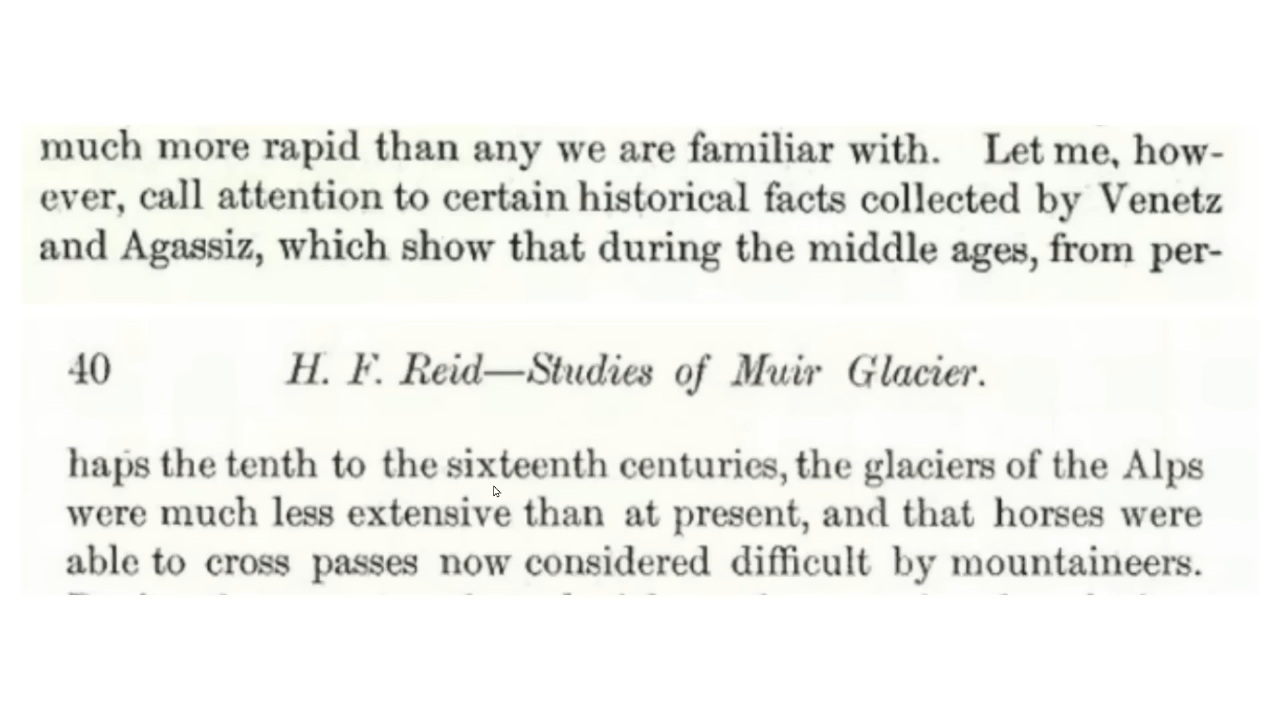 much more rapid than any we are familiar with. Let me, how-
ever, call attention to certain historical facts collected by Venetz
and Agassiz, which show that during the middle ages, from per-
40 H. F. Reid—Studies of Muir Glacier.
haps the tenth to the sixteenth centuries, the glaciers of the Alps
were much less extensive than at present, and that horses were
able to cross passes now considered difficult by mountaineers.